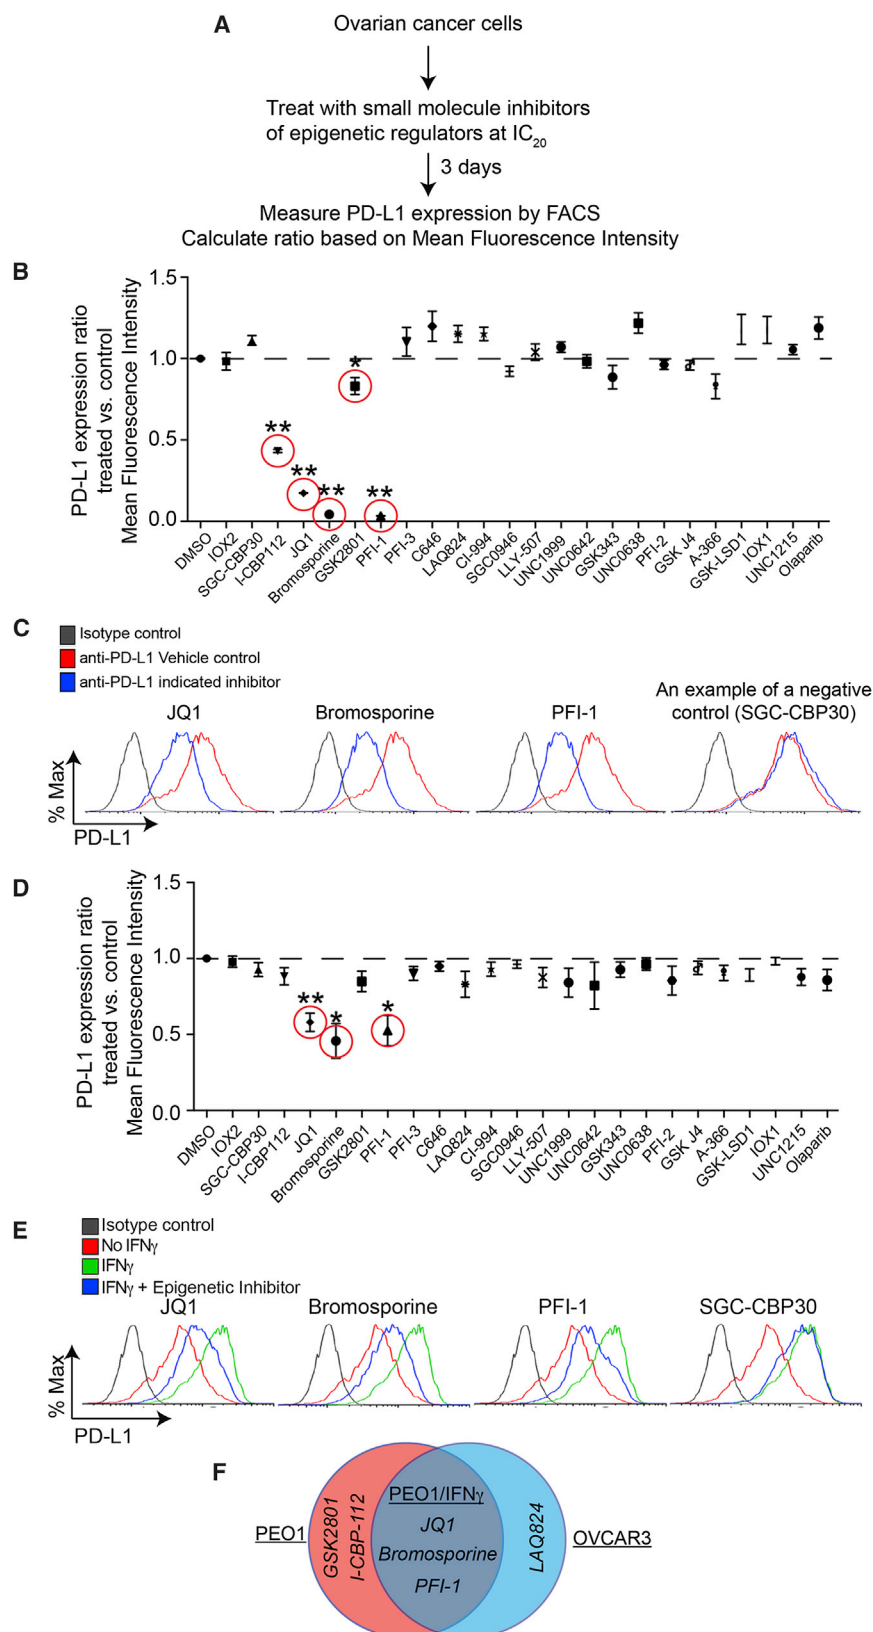 A
Ovarian cancer cells
Treat with small molecule inhibitors
of epigenetic regulators at IC20
3 days
Measure PD-L1 expression by FACS
Calculate ratio based on Mean Fluorescence Intensity
B
PD-L1 expression ratio
treated vs. control
Mean Fluorescence Intensity
1.5
1.0
0.5
0.0
*
**
**
**
**
DMSO
IOX2
SGC-CBP30
I-CBP112
JQ1
Bromosporine
GSK2801
PFI-1
PFI-3
C646
LAQ824
CI-994
SGC0946
LLY-507
UNC1999
UNC0642
GSK343
UNC0638
PFI-2
GSK J4
A-366
GSK-LSD1
IOX1
UNC1215
Olaparib
C
Isotype control
anti-PD-L1 Vehicle control
anti-PD-L1 indicated inhibitor
JQ1
Bromosporine
PFI-1
An example of a negative
control (SGC-CBP30)
% Max
PD-L1
D
PD-L1 expression ratio
treated vs. control
Mean Fluorescence Intensity
1.5
1.0
0.5
0.0
**
*
*
DMSO
IOX2
SGC-CBP30
I-CBP112
JQ1
Bromosporine
GSK2801
PFI-1
PFI-3
C646
LAQ824
CI-994
SGC0946
LLY-507
UNC1999
UNC0642
GSK343
UNC0638
PFI-2
GSK J4
A-366
GSK-LSD1
IOX1
UNC1215
Olaparib
E
Isotype control
No IFNγ
IFNγ
IFNγ + Epigenetic Inhibitor
JQ1
Bromosporine
PFI-1
SGC-CBP30
% Max
PD-L1
F
PEO1
GSK2801
I-CBP-112
PEO1/IFNγ
JQ1
Bromosporine
PFI-1
LAQ824
OVCAR3